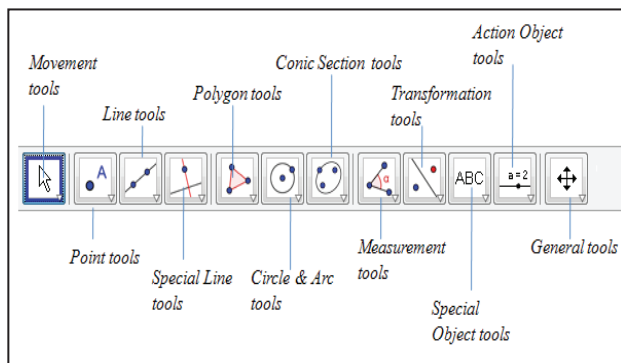 Action Object
tools
Movement
tools
Conic Section tools
Polygon tools
Transformation
tools
Line tools
A
α
ABC
a = 2
Point tools
Special Line
tools
Circle & Arc
tools
Measurement
tools
Special
Object tools
General tools